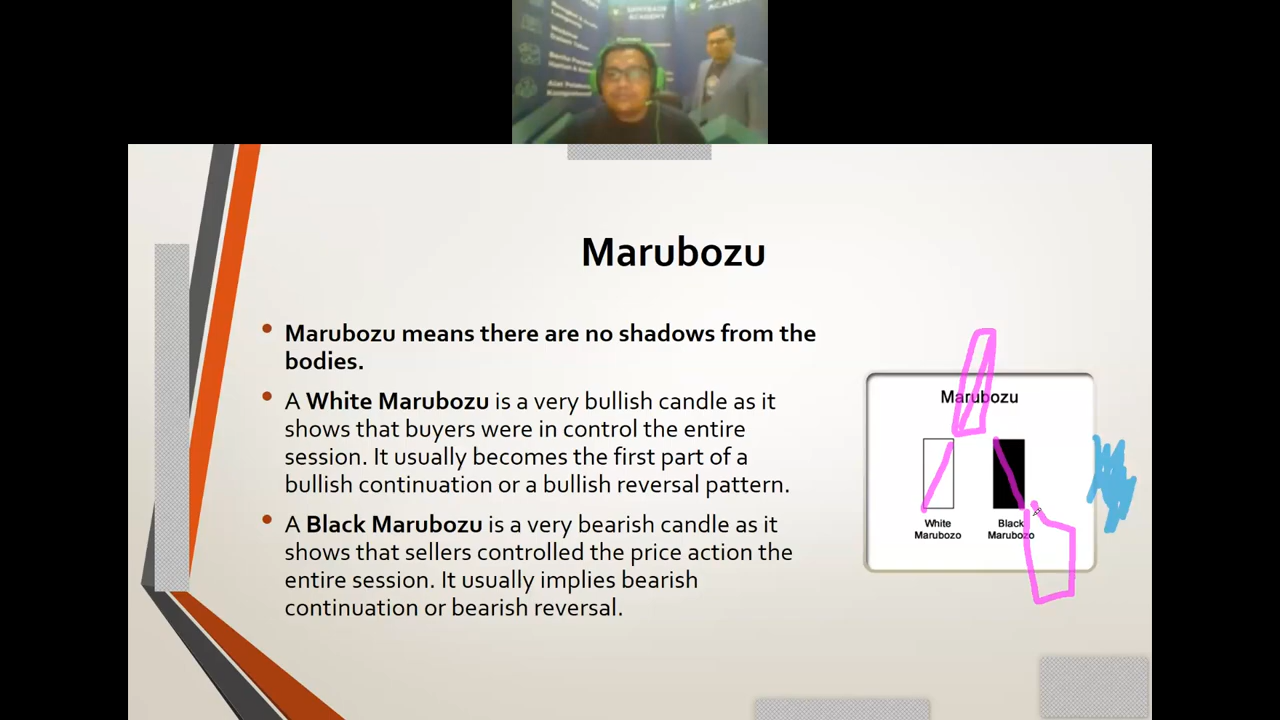 ACADEMY
Marubozu
Marubozu means there are no shadows from the
bodies.
A White Marubozu is a very bullish candle as it
shows that buyers were in control the entire
session. It usually becomes the first part of a
bullish continuation or a bullish reversal pattern.
A Black Marubozu is a very bearish candle as it
shows that sellers controlled the price action the
entire session. It usually implies bearish
continuation or bearish reversal.
Marubozu
White
Marubozo
Black
Marubozo